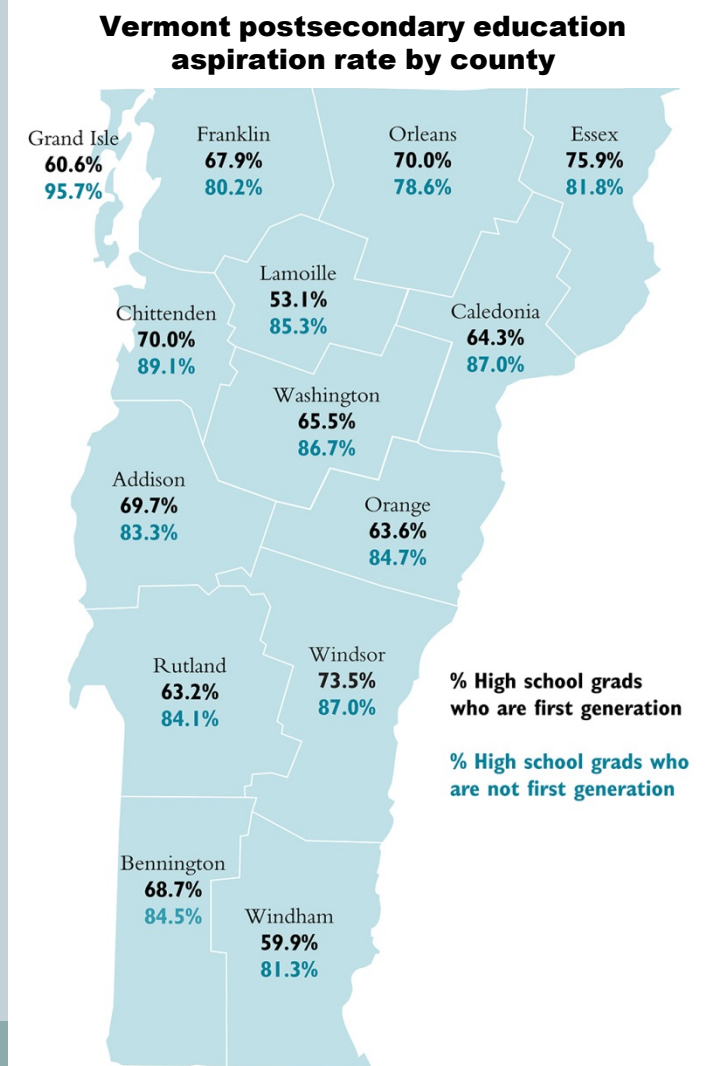 Vermont postsecondary education
aspiration rate by county
Grand Isle
60.6%
95.7%
Franklin
67.9%
80.2%
Orleans
70.0%
78.6%
Essex
75.9%
81.8%
Lamoille
53.1%
85.3%
Chittenden
70.0%
89.1%
Caledonia
64.3%
87.0%
Washington
65.5%
86.7%
Addison
69.7%
83.3%
Orange
63.6%
84.7%
Rutland
63.2%
84.1%
Windsor
73.5%
87.0%
% High school grads
who are first generation
% High school grads who
are not first generation
Bennington
68.7%
84.5%
Windham
59.9%
81.3%